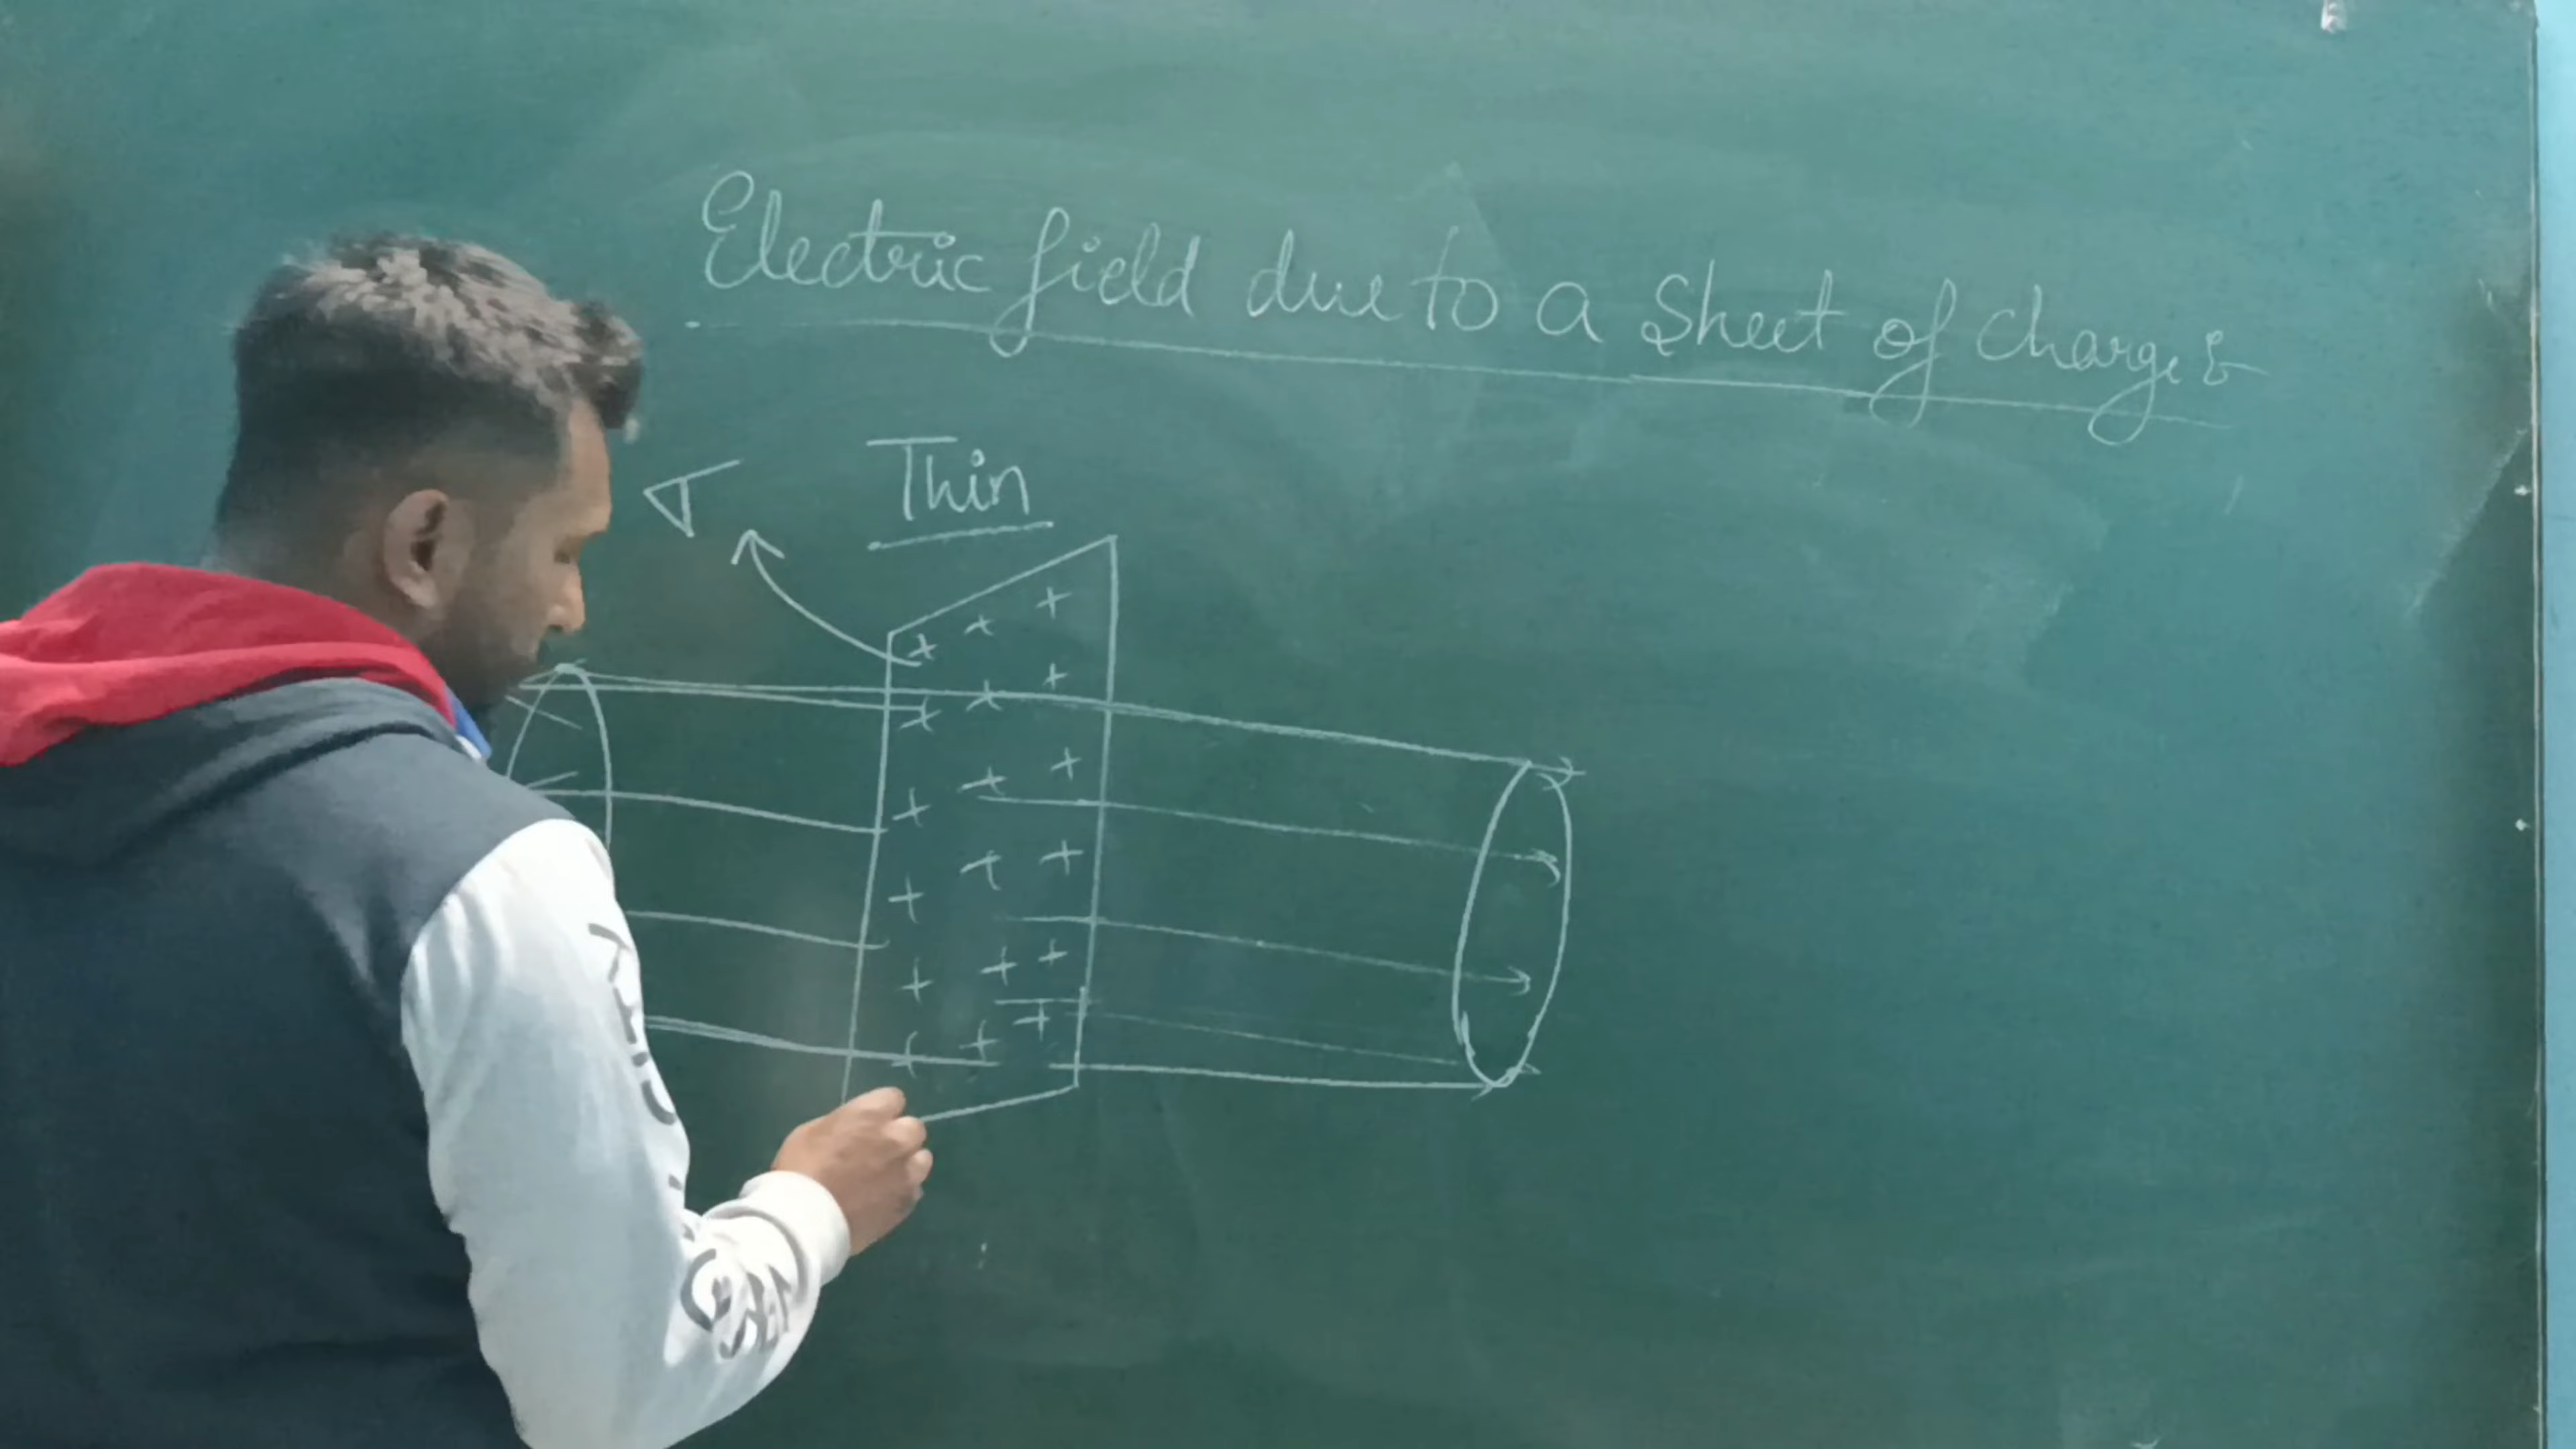 Electric field due to a Sheet of Charge :-
σ
Thin
+ + +
+ + +
+ + +
+ + +
+ + +
+ + +